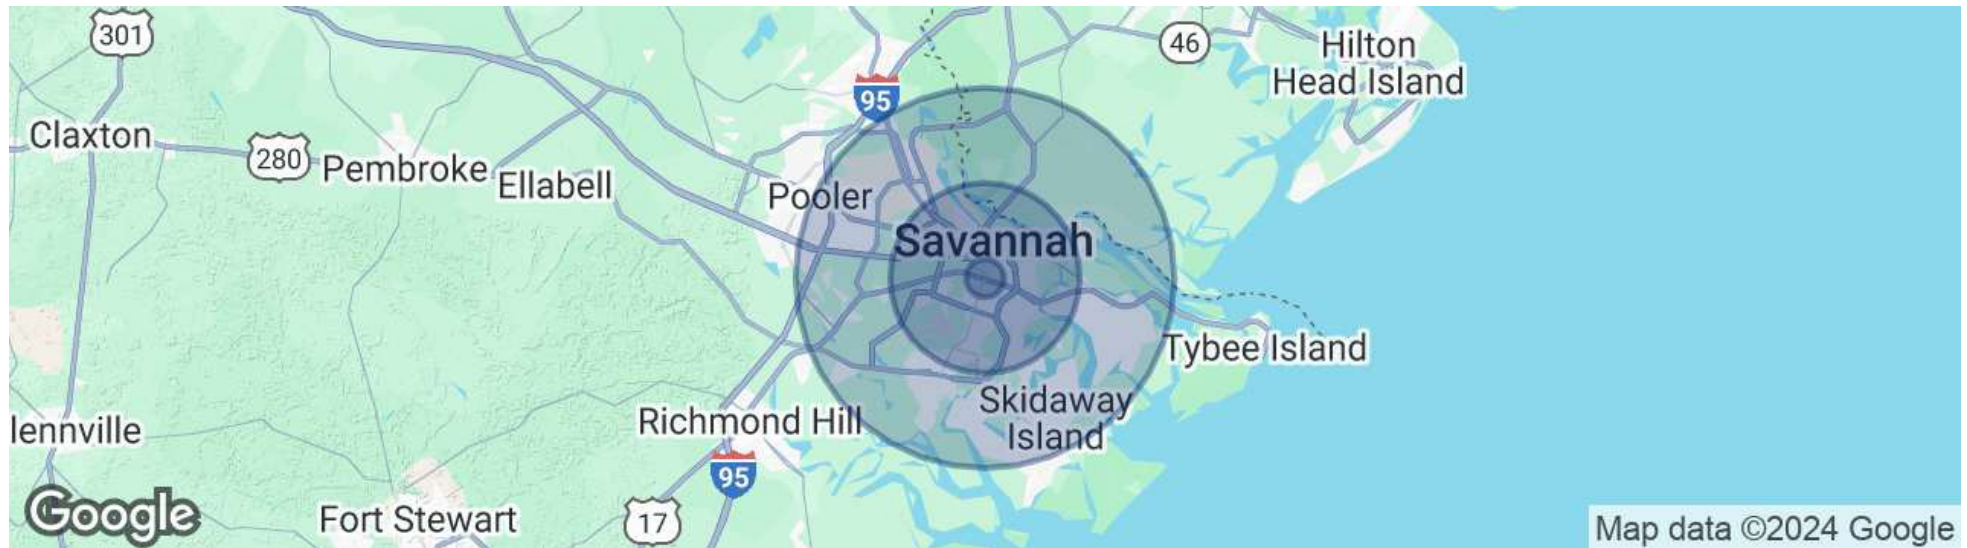 301
46
Hilton
Head Island
95
Claxton
280
Pembroke
Ellabell
Pooler
Savannah
Tybee Island
Skidaway
Island
Richmond Hill
lennville
95
Google
Fort Stewart
17
Map data ©2024 Google